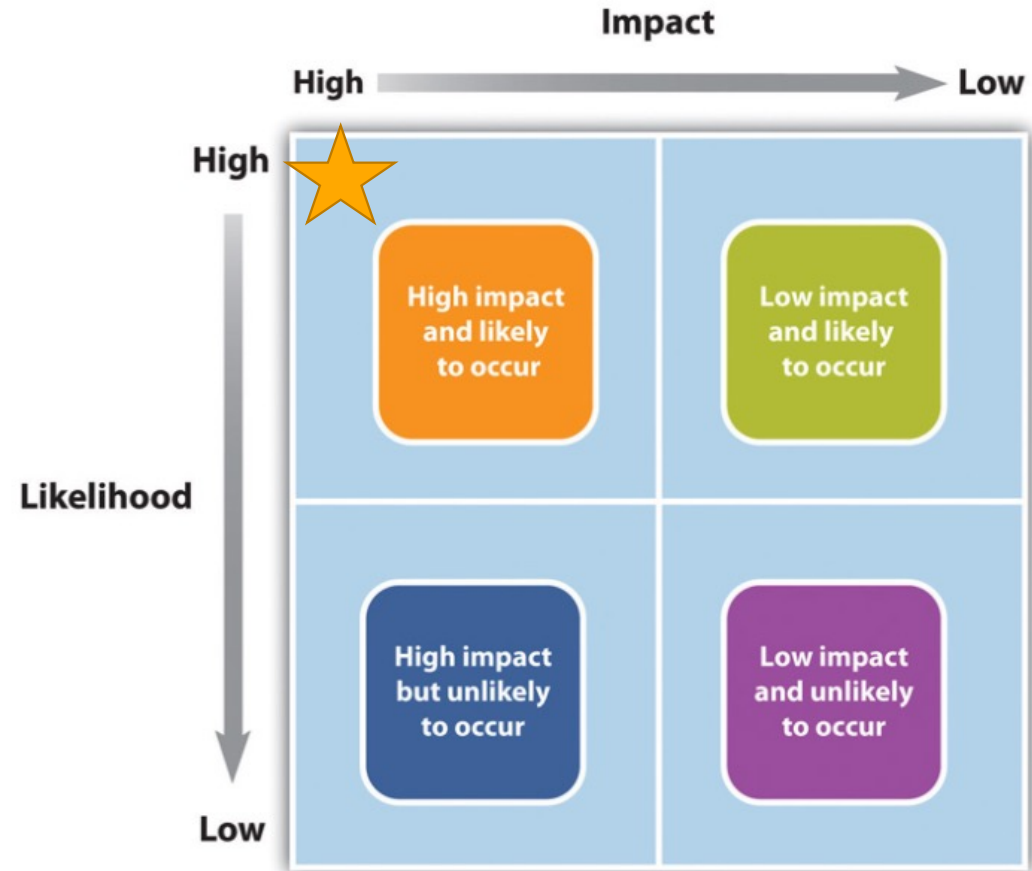 Impact
High
Low
High
High impact
and likely
to occur
Low impact
and likely
to occur
Likelihood
High impact
but unlikely
to occur
Low impact
and unlikely
to occur
Low